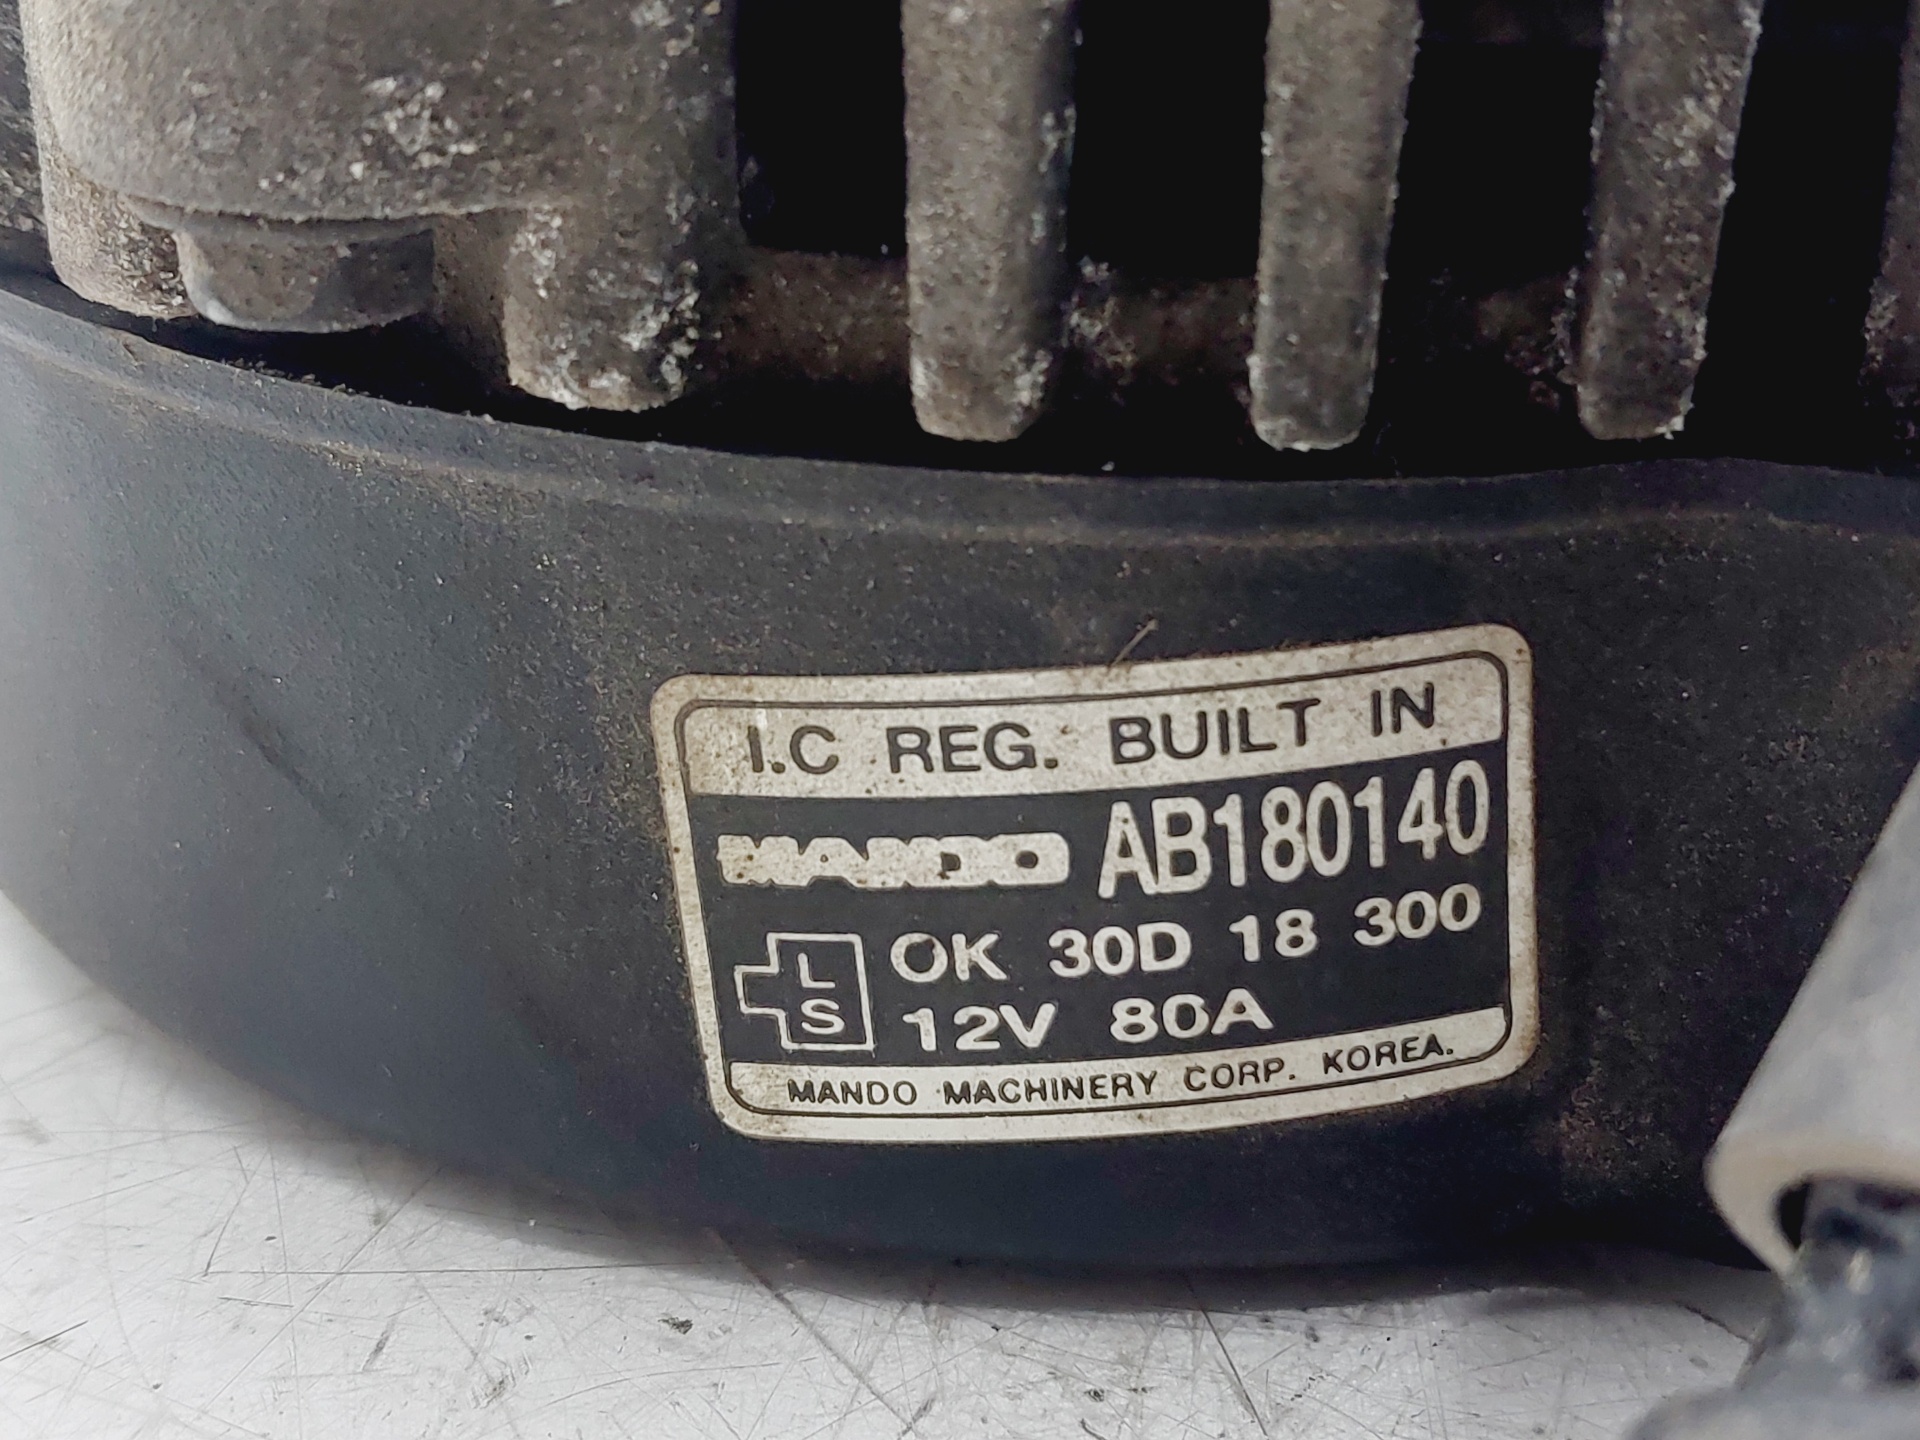 I.C REG. BUILT IN
MANDO AB180140
L OK 30D 18 300
S 12V 80A
MANDO MACHINERY CORP. KOREA.